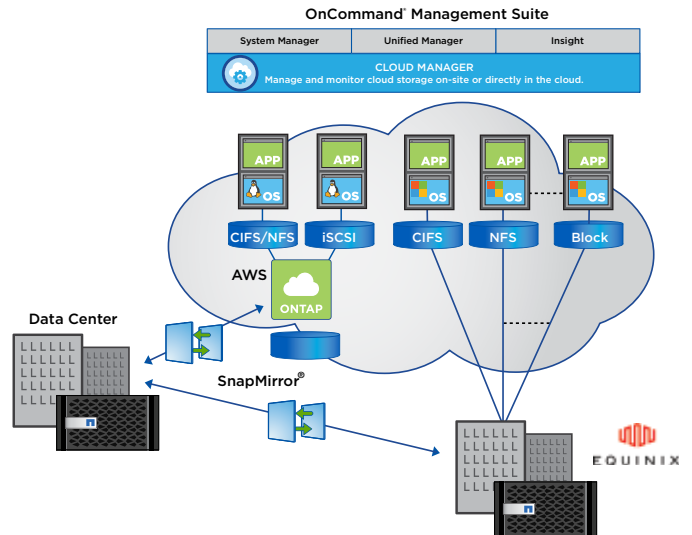 OnCommand® Management Suite
System Manager
Unified Manager
Insight
CLOUD MANAGER
Manage and monitor cloud storage on-site or directly in the cloud.
APP
APP
APP
APP
APP
OS
OS
OS
OS
OS
CIFS/NFS
iSCSI
CIFS
NFS
Block
AWS
ONTAP
Data Center
SnapMirror®
EQUINIX